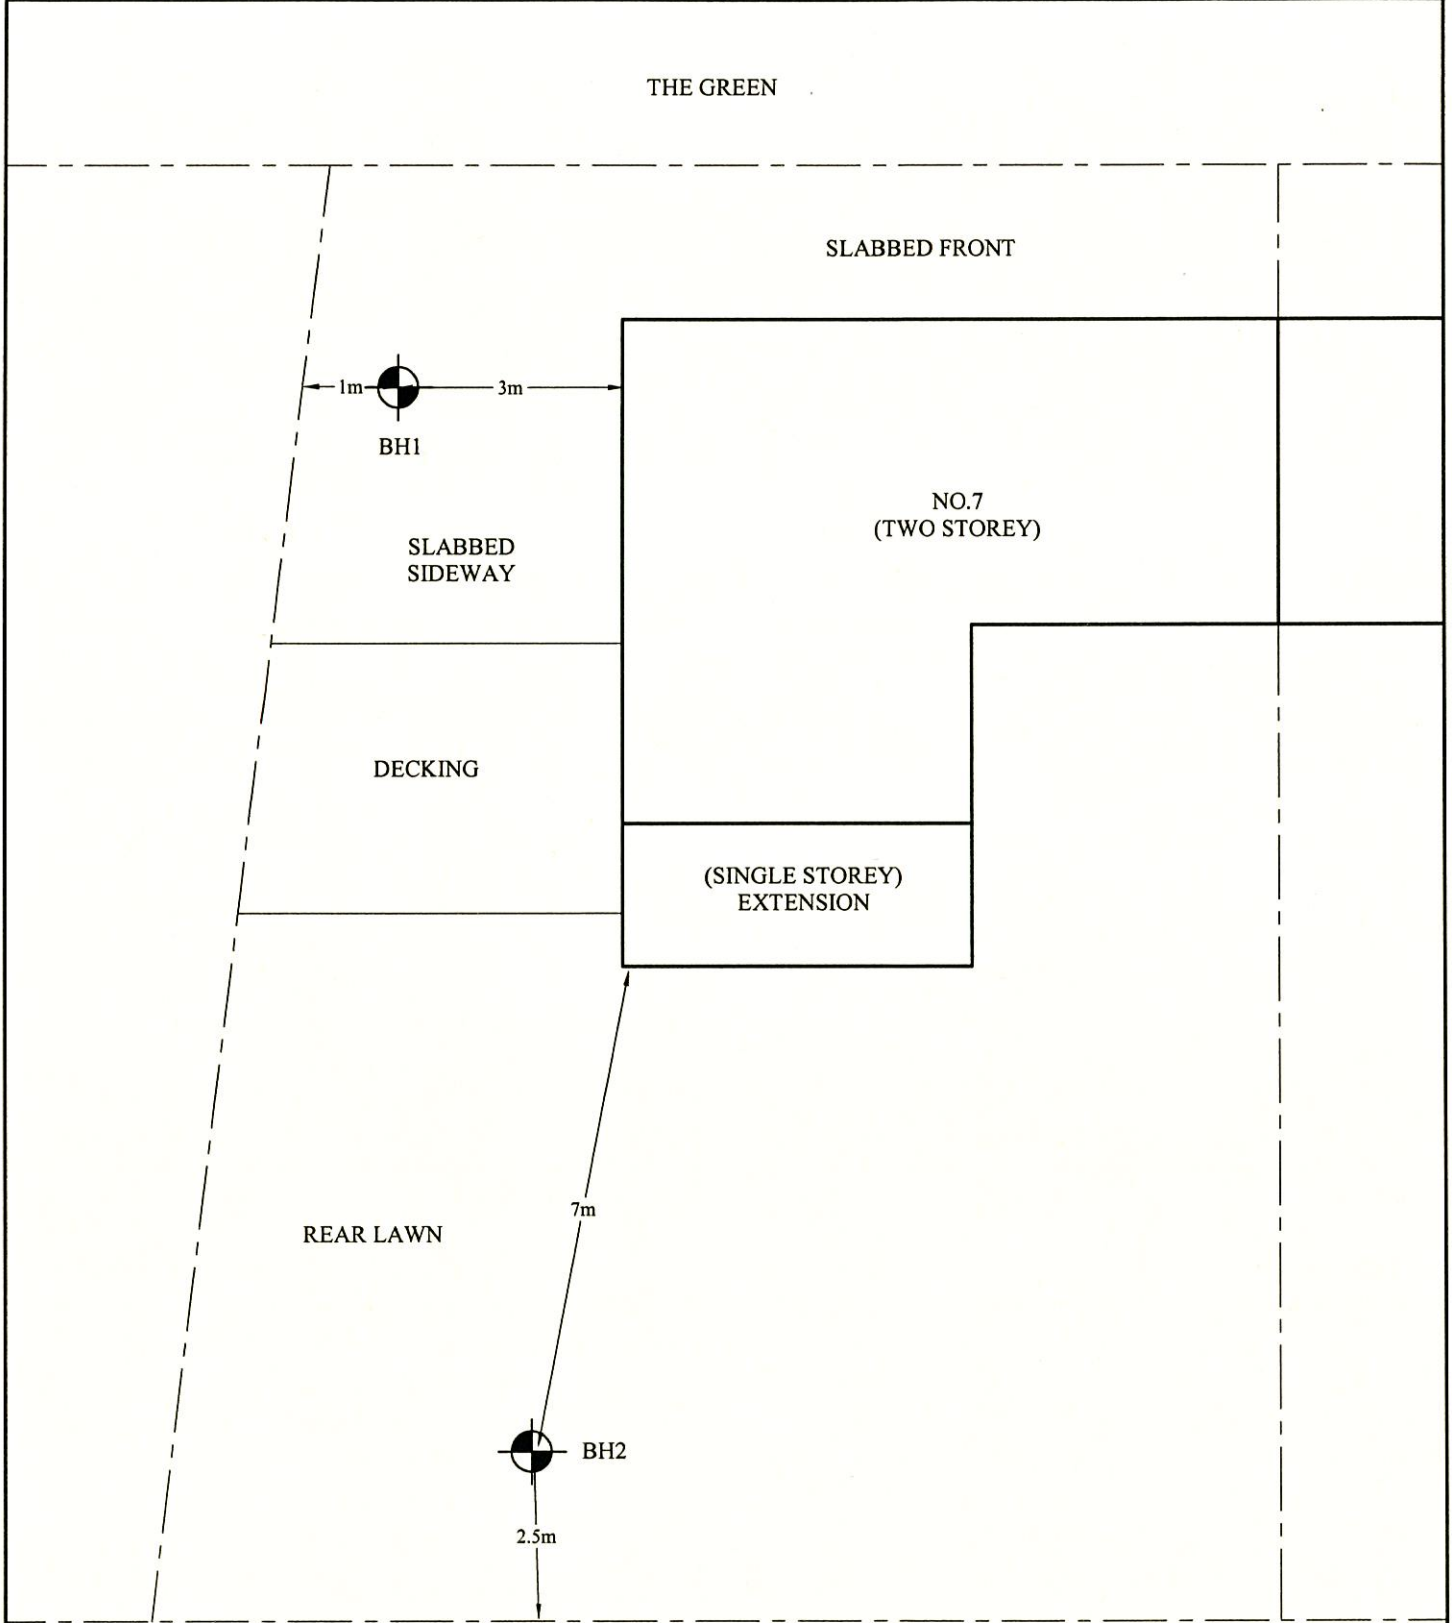 THE GREEN
SLABBED FRONT
1m
3m
BH1
NO.7
(TWO STOREY)
SLABBED
SIDEWAY
DECKING
(SINGLE STOREY)
EXTENSION
7m
REAR LAWN
BH2
2.5m